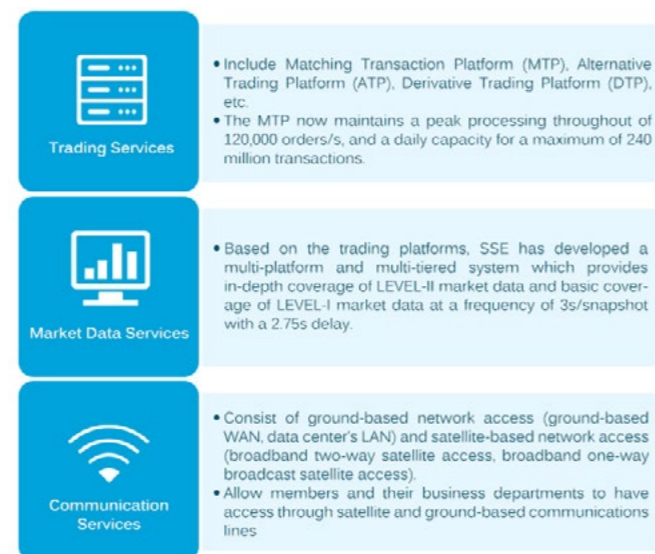 • Include Matching Transaction Platform (MTP), Alternative
Trading Platform (ATP), Derivative Trading Platform (DTP),
etc.
• The MTP now maintains a peak processing throughout of
120,000 orders/s, and a daily capacity for a maximum of 240
million transactions.
Trading Services
• Based on the trading platforms, SSE has developed a
multi-platform and multi-tiered system which provides
in-depth coverage of LEVEL-II market data and basic cover-
age of LEVEL-I market data at a frequency of 3s/snapshot
with a 2.75s delay.
Market Data Services
• Consist of ground-based network access (ground-based
WAN, data center's LAN) and satellite-based network access
(broadband two-way satellite access, broadband one-way
broadcast satellite access).
• Allow members and their business departments to have
access through satellite and ground-based communications
lines
Communication
Services